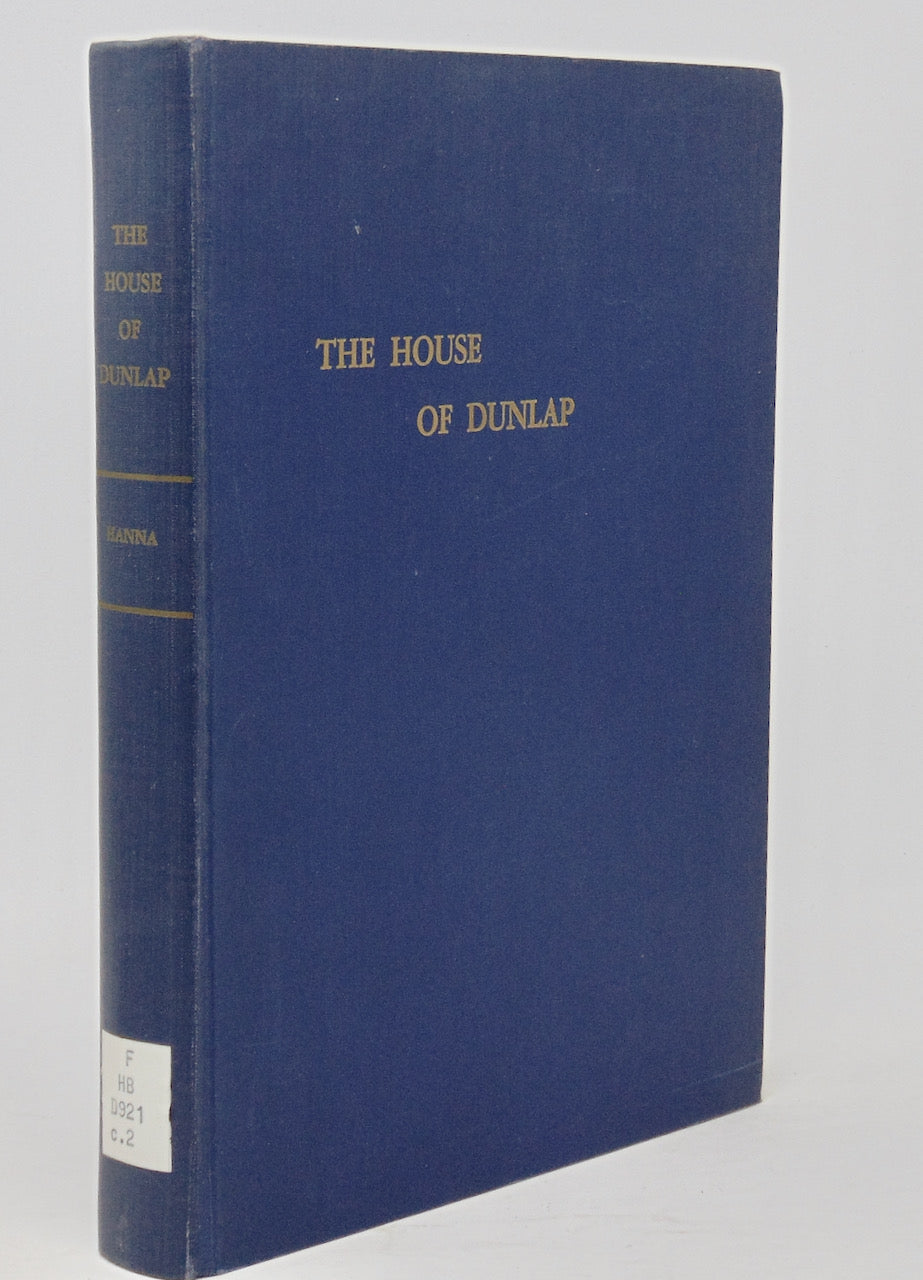 THE
HOUSE
OF
DUNLAP
HANNA
F
HB
D921
c.2
THE HOUSE
OF DUNLAP